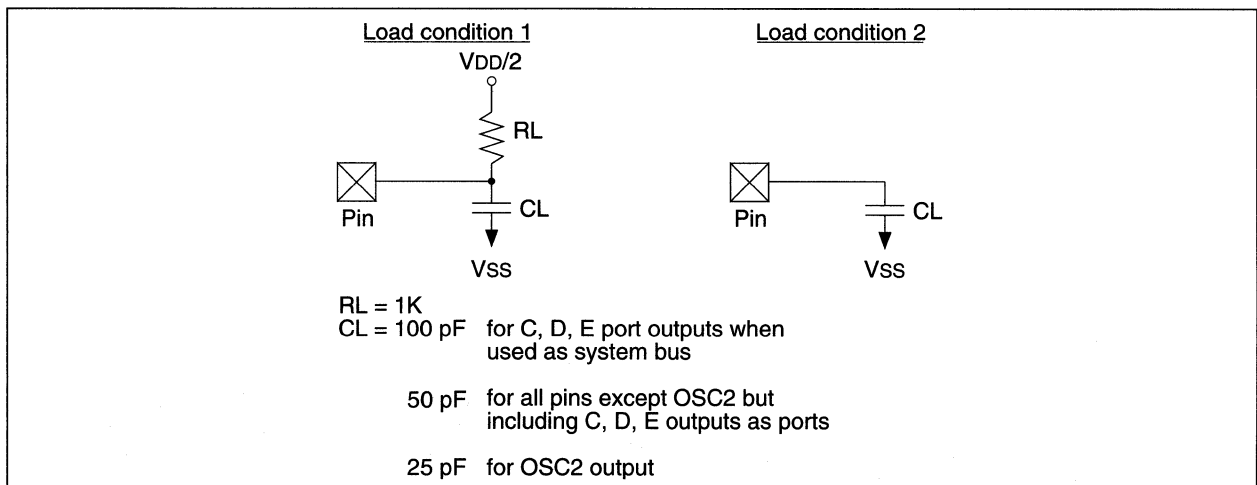 Load condition 1
VDD/2
RL
Pin
CL
VSS
Load condition 2
Pin
CL
VSS
RL = 1K
CL = 100 pF for C, D, E port outputs when
used as system bus
50 pF for all pins except OSC2 but
including C, D, E outputs as ports
25 pF for OSC2 output